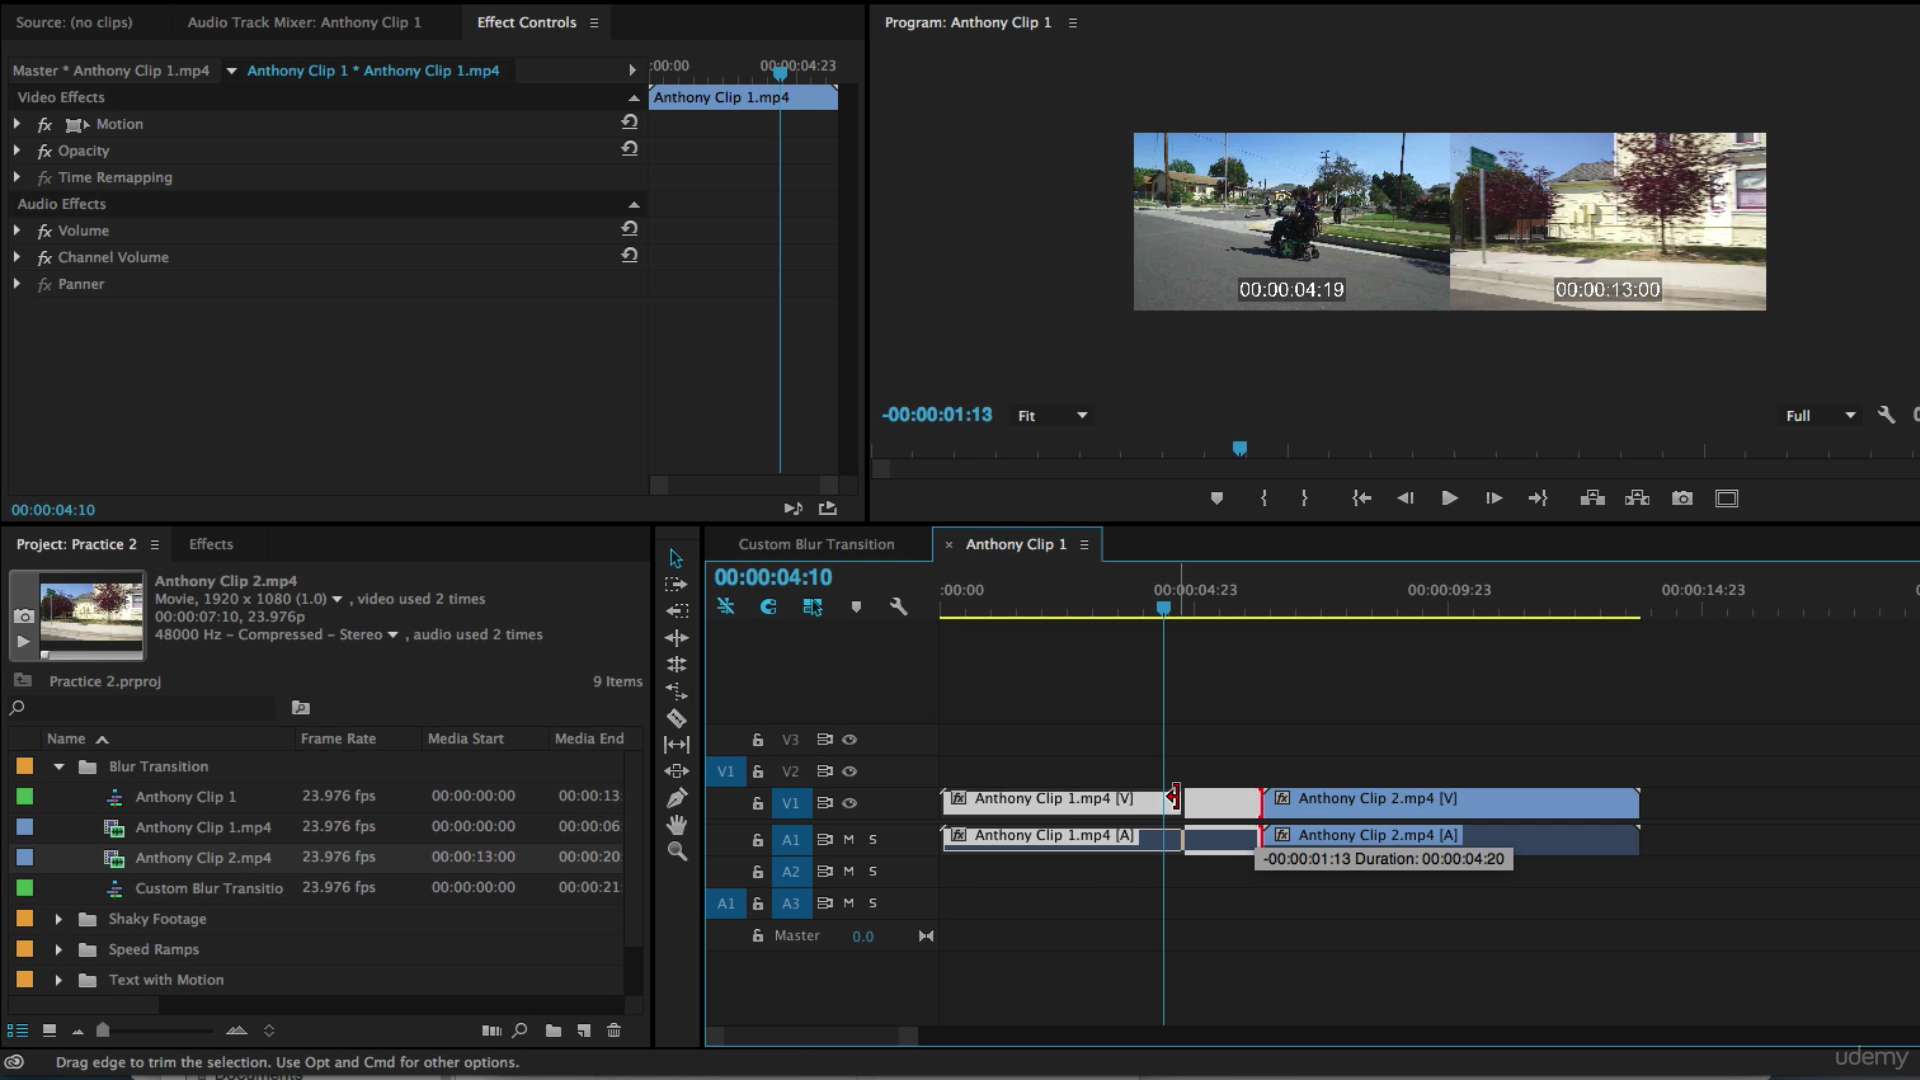 Source: (no clips)
Audio Track Mixer: Anthony Clip 1
Effect Controls
Program: Anthony Clip 1
Master * Anthony Clip 1.mp4
Anthony Clip 1 * Anthony Clip 1.mp4
:00:00
00:00:04:23
Video Effects
Anthony Clip 1.mp4
fx Motion
fx Opacity
fx Time Remapping
Audio Effects
fx Volume
fx Channel Volume
fx Panner
00:00:04:19
00:00:13:00
-00:00:01:13
Fit
Full
00:00:04:10
Project: Practice 2
Effects
Custom Blur Transition
× Anthony Clip 1
Anthony Clip 2.mp4
Movie, 1920 x 1080 (1.0) , video used 2 times
00:00:07:10, 23.976p
48000 Hz - Compressed - Stereo , audio used 2 times
00:00:04:10
:00:00
00:00:04:23
00:00:09:23
00:00:14:23
Practice 2.prproj
9 Items
Name
Frame Rate
Media Start
Media End
Blur Transition
Anthony Clip 1 23.976 fps 00:00:00:00 00:00:13:
Anthony Clip 1.mp4 23.976 fps 00:00:00:00 00:00:06:
Anthony Clip 2.mp4 23.976 fps 00:00:13:00 00:00:20:
Custom Blur Transitio 23.976 fps 00:00:00:00 00:00:21:
Shaky Footage
Speed Ramps
Text with Motion
V3
V1 V2
V1
fx Anthony Clip 1.mp4 [V]
fx Anthony Clip 2.mp4 [V]
A1 M S
fx Anthony Clip 1.mp4 [A]
fx Anthony Clip 2.mp4 [A]
-00:00:01:13 Duration: 00:00:04:20
A2 M S
A1 A3 M S
Master 0.0
Drag edge to trim the selection. Use Opt and Cmd for other options.
udemy